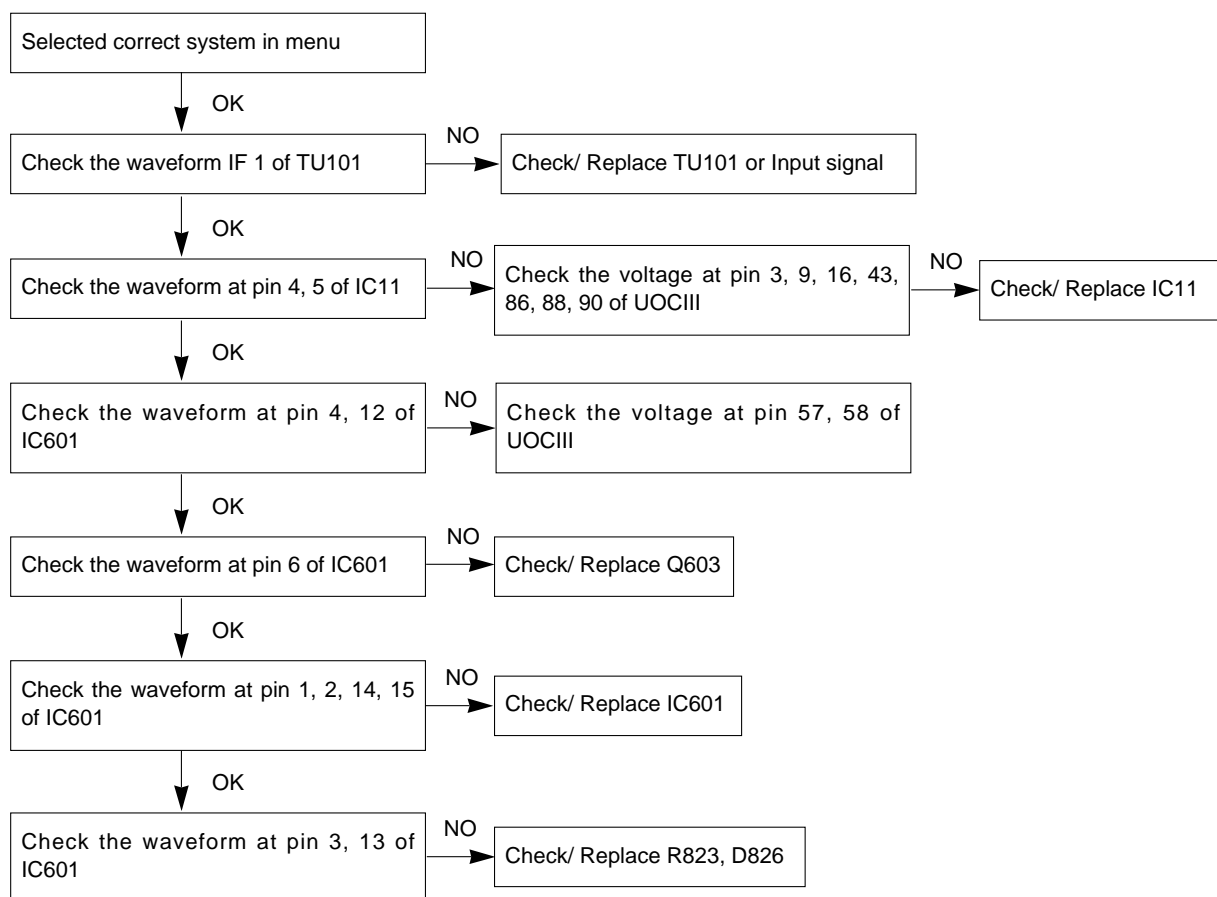 Selected correct system in menu
OK
Check the waveform IF 1 of TU101
NO
Check/ Replace TU101 or Input signal
OK
Check the waveform at pin 4, 5 of IC11
NO
Check the voltage at pin 3, 9, 16, 43,
86, 88, 90 of UOCIII
NO
Check/ Replace IC11
OK
Check the waveform at pin 4, 12 of
IC601
NO
Check the voltage at pin 57, 58 of
UOCIII
OK
Check the waveform at pin 6 of IC601
NO
Check/ Replace Q603
OK
Check the waveform at pin 1, 2, 14, 15
of IC601
NO
Check/ Replace IC601
OK
Check the waveform at pin 3, 13 of
IC601
NO
Check/ Replace R823, D826